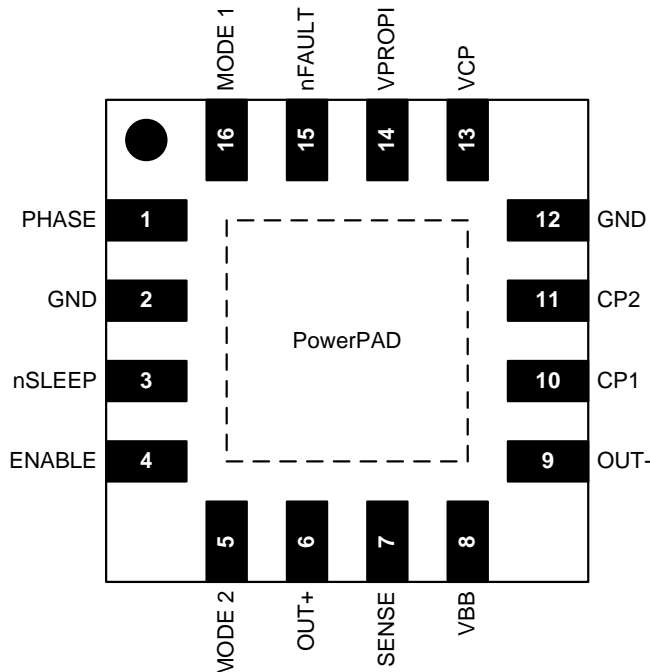 MODE 1
nFAULT
VPROPI
VCP
16
15
14
13
PHASE 1
12 GND
GND 2
11 CP2
nSLEEP 3
PowerPAD
10 CP1
ENABLE 4
9 OUT-
5
6
7
8
MODE 2
OUT+
SENSE
VBB